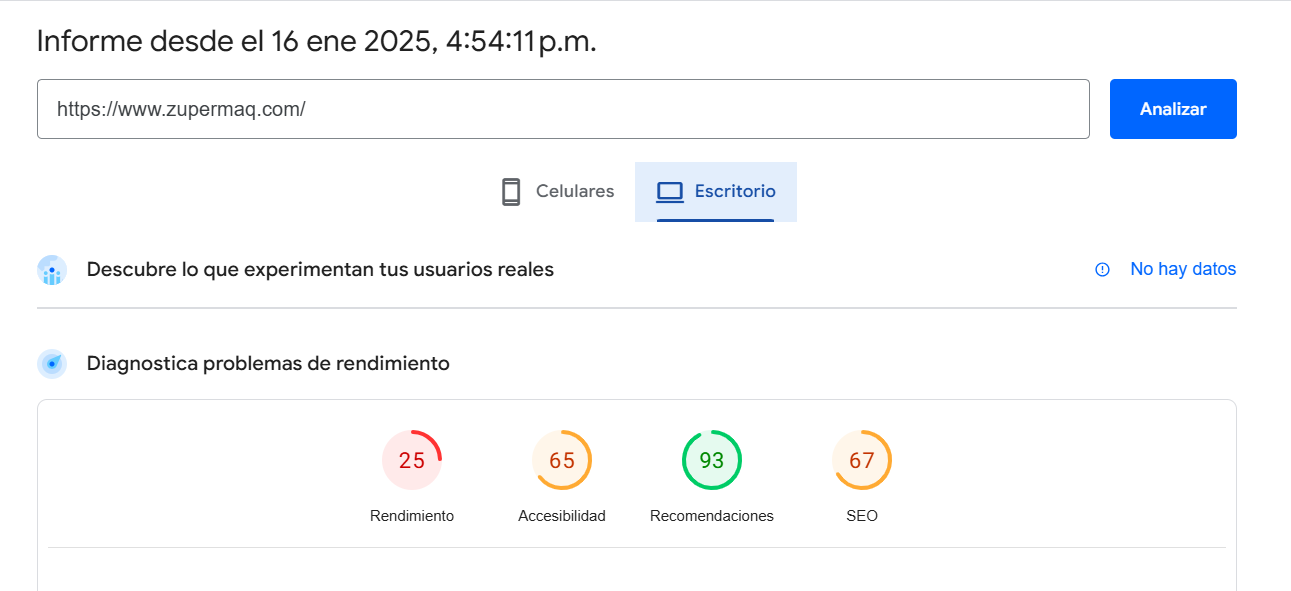 Informe desde el 16 ene 2025, 4:54:11 p.m.
https://www.zupermaq.com/
Analizar
Celulares
Escritorio
Descubre lo que experimentan tus usuarios reales
No hay datos
Diagnostica problemas de rendimiento
25 65 93 67
Rendimiento Accesibilidad Recomendaciones SEO